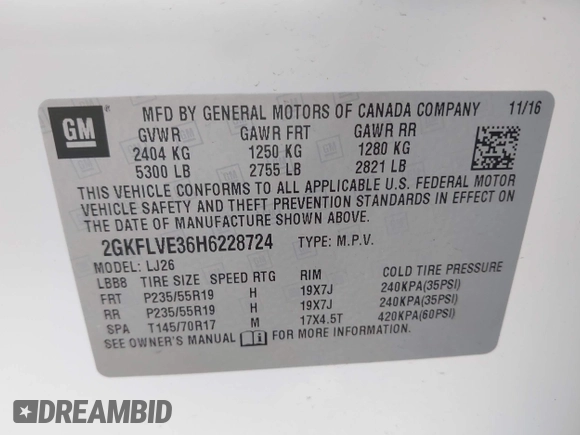 GM
MFD BY GENERAL MOTORS OF CANADA COMPANY 11/16
GVWR GAWR FRT GAWR RR
2404 KG 1250 KG 1280 KG
5300 LB 2755 LB 2821 LB
THIS VEHICLE CONFORMS TO ALL APPLICABLE U.S. FEDERAL MOTOR
VEHICLE SAFETY AND THEFT PREVENTION STANDARDS IN EFFECT ON
THE DATE OF MANUFACTURE SHOWN ABOVE.
2GKFLVE36H6228724 TYPE: M.P.V.
MODEL: LJ26
LBB8 TIRE SIZE SPEED RTG RIM COLD TIRE PRESSURE
FRT P235/55R19 H 19X7J 240KPA(35PSI)
RR P235/55R19 H 19X7J 240KPA(35PSI)
SPA T145/70R17 M 17X4.5T 420KPA(60PSI)
SEE OWNER'S MANUAL FOR MORE INFORMATION.
DREAMBID